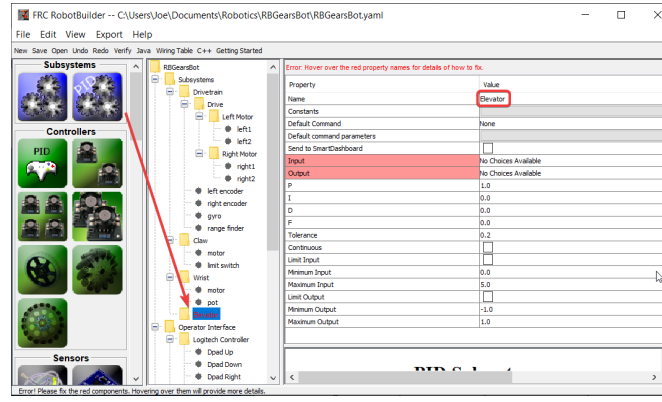 FRC RobotBuilder -- C:\Users\Joe\Documents\Robotics\RBGearsBot\RBGearsBot.yaml
File Edit View Export Help
New Save Open Undo Redo Verify Java Wiring Table C++ Getting Started
Subsystems
PID
Controllers
PID
Sensors
RBGearsBot
Subsystems
Drivetrain
Drive
Left Motor
left1
left2
Right Motor
right1
right2
left encoder
right encoder
gyro
range finder
Claw
motor
limit switch
Wrist
motor
pot
Elevator
Operator Interface
Logitech Controller
Dpad Up
Dpad Down
Dpad Right
Error: Hover over the red property names for details of how to fix.
Property Value
Name Elevator
Constants
Default Command None
Default command parameters
Send to SmartDashboard
Input No Choices Available
Output No Choices Available
P 1.0
I 0.0
D 0.0
F 0.0
Tolerance 0.2
Continuous
Limit Input
Minimum Input 0.0
Maximum Input 5.0
Limit Output
Minimum Output -1.0
Maximum Output 1.0
Error! Please fix the red components. Hovering over them will provide more details.